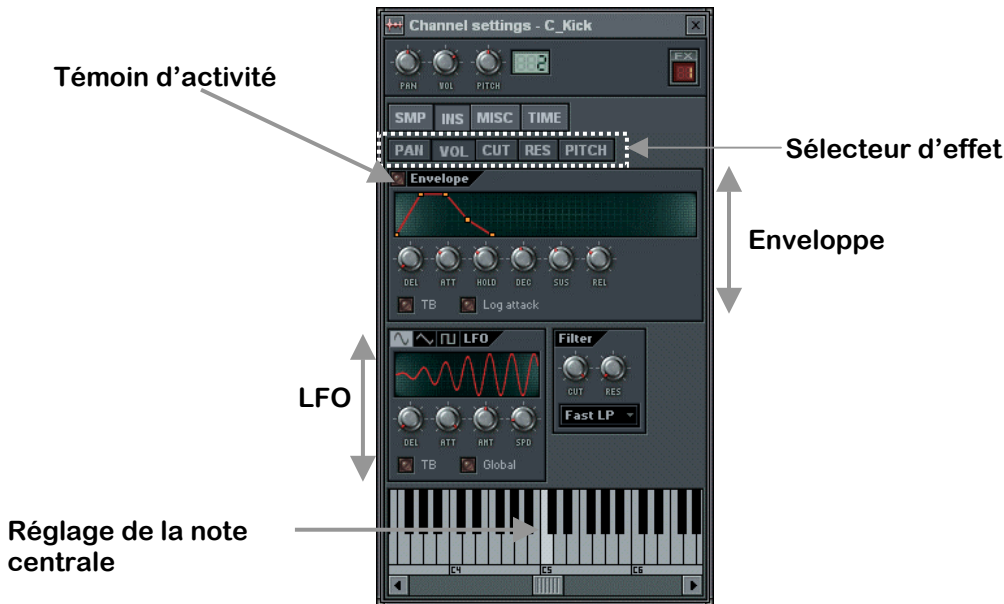 Channel settings - C_Kick
PAN VOL PITCH
2
FX
1
Témoin d'activité
SMP INS MISC TIME
PAN VOL CUT RES PITCH
Sélecteur d'effet
Envelope
Enveloppe
DEL ATT HOLD DEC SUS REL
TB Log attack
LFO
Filter
LFO
CUT RES
Fast LP
DEL ATT AMT SPD
TB Global
Réglage de la note
centrale
C4 C5 C6